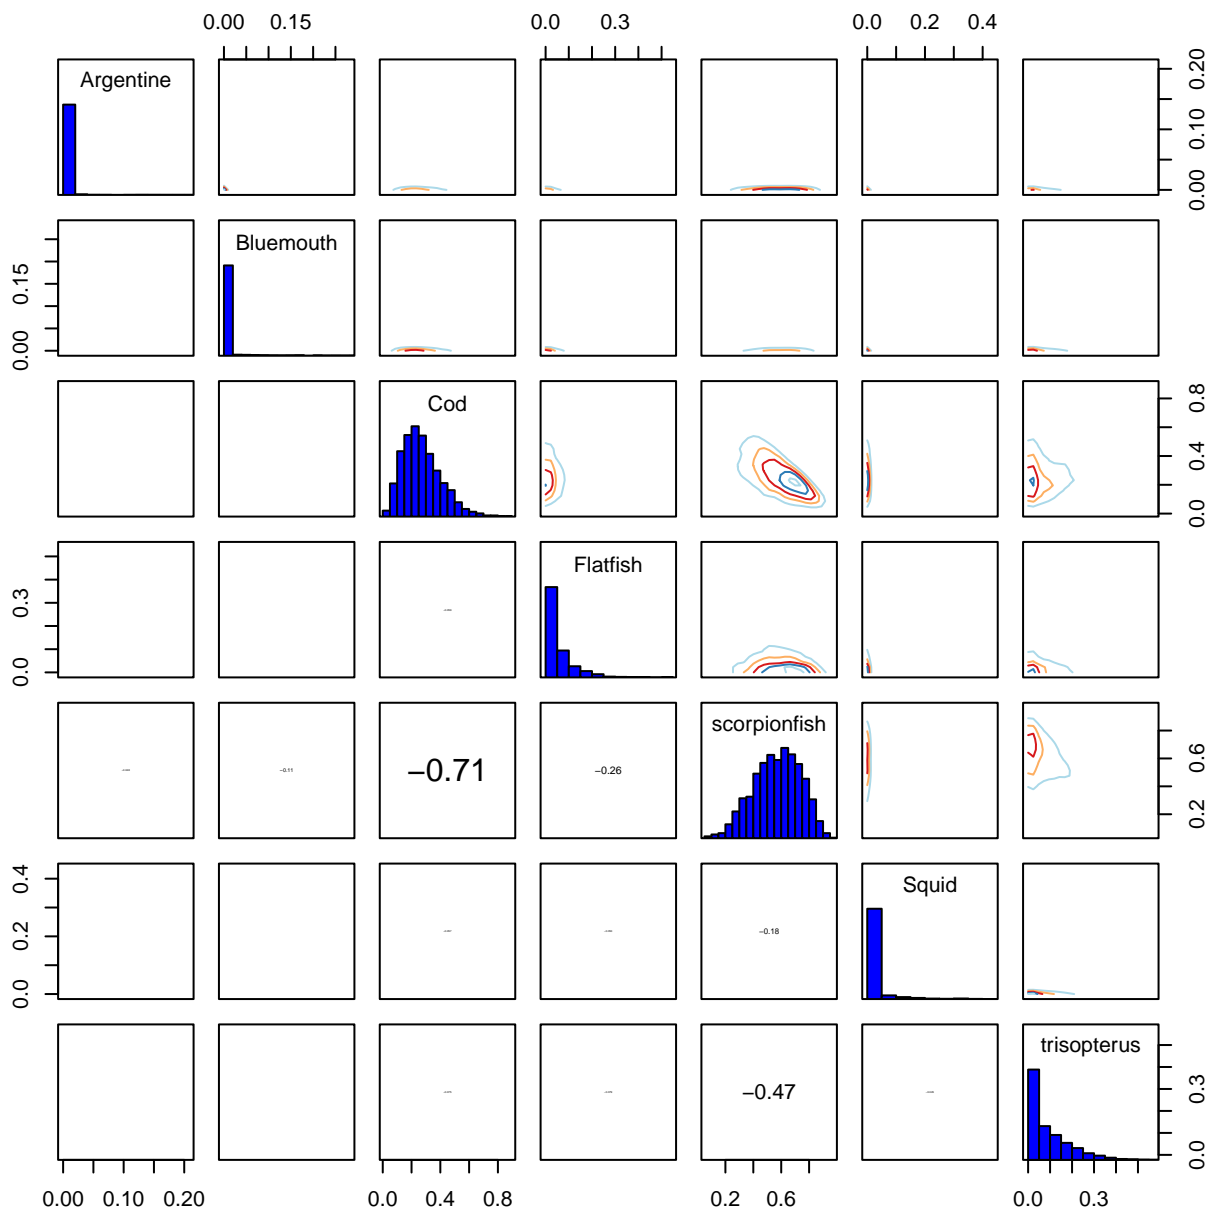 0.00 0.15 0.0 0.3 0.0 0.2 0.4
Argentine
0.00 0.10 0.20
Bluemouth
0.00 0.15
Cod
0.0 0.4 0.8
Flatfish
0.0 0.3
scorpionfish
−0.11 −0.71 −0.26
0.2 0.6
Squid
−0.18
0.0 0.2 0.4
trisopterus
−0.47
0.0 0.3
0.00 0.10 0.20 0.0 0.4 0.8 0.2 0.6 0.0 0.3